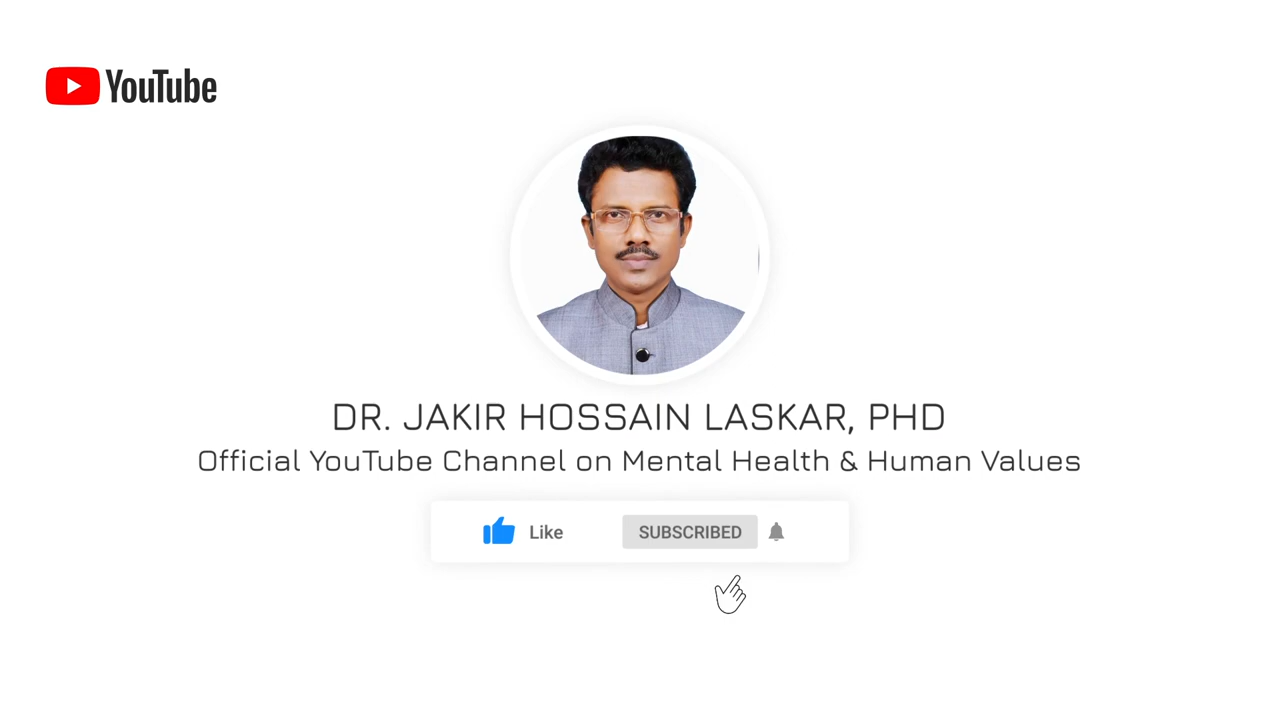 YouTube
DR. JAKIR HOSSAIN LASKAR, PHD
Official YouTube Channel on Mental Health & Human Values
Like
SUBSCRIBED